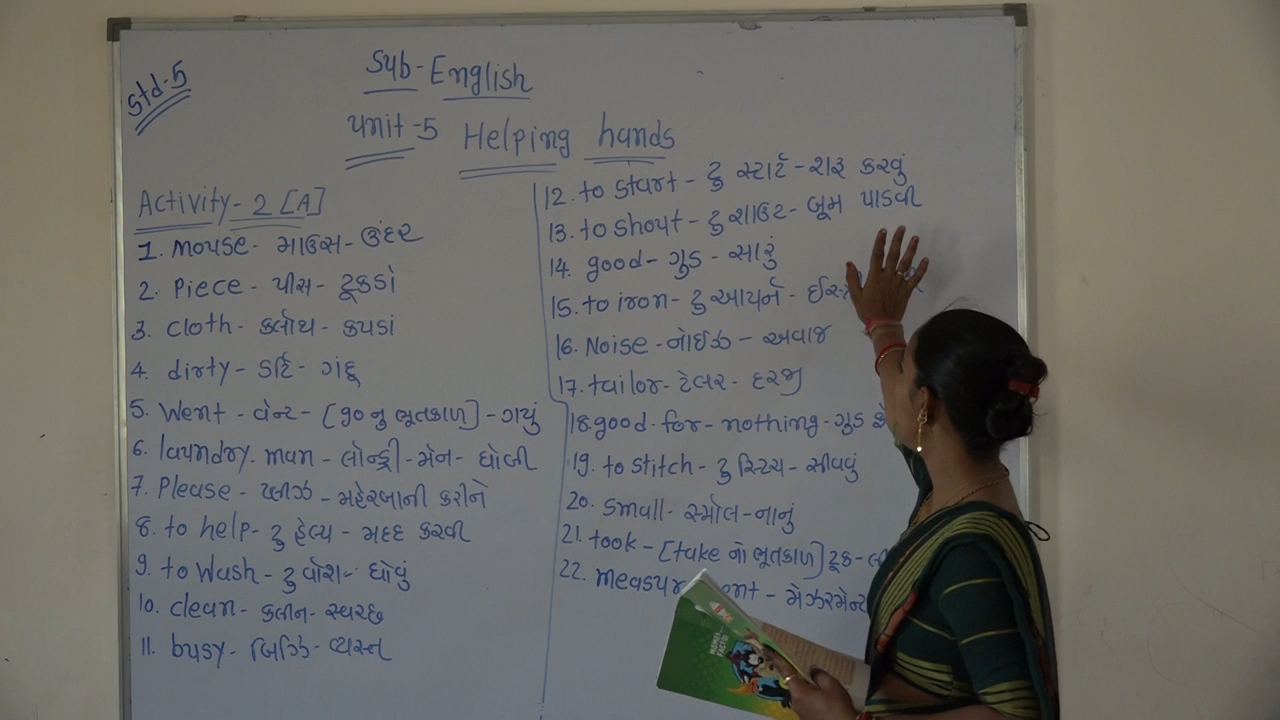 Std-5
Sub-English
Unit-5 Helping hands
Activity-2 [A]
1. mouse- માઉસ- ઉંદર
2. Piece- પીસ- ટૂકડો
3. cloth- ક્લોથ- કપડાં
4. dirty- ડર્ટિ- ગંદુ
5. Went- વેન્ટ- [go નુ ભૂતકાળ]-ગયું
6. laundry.man- લોન્ડ્રી-મેન- ધોબી
7. Please- પ્લીઝ- મહેરબાની કરીને
8. to help- ટુ હેલ્પ- મદદ કરવી
9. to Wash- ટુ વોશ- ધોવું
10. clean- ક્લીન- સ્વચ્છ
11. busy- બિઝિ- વ્યસ્ત
12. to start- ટુ સ્ટાર્ટ- શરૂ કરવું
13. to shout- ટુ શાઉટ- બૂમ પાડવી
14. good- ગુડ- સારું
15. to iron- ટુ આયર્ન-
16. Noise-નોઈઝ- અવાજ
17. tailor- ટેલર- દરજી
18. good-for-nothing-ગુડ
19. to stitch- ટુ સ્ટિચ- સીવવું
20. small- સ્મોલ-નાનું
21. took-[take નો ભૂતકાળ] ટૂક-
22. મેઝરમેન્ટ